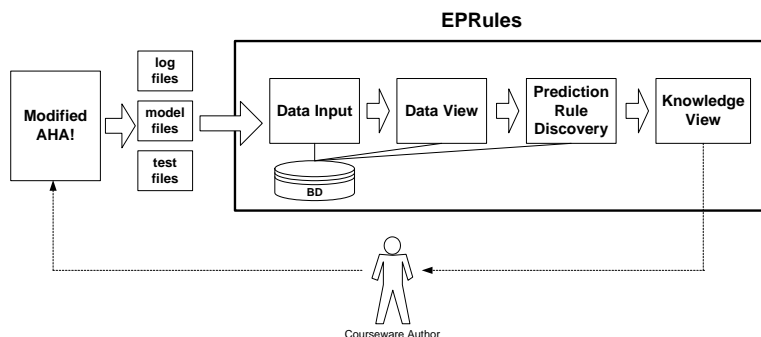 EPRules
log
files
Modified
AHA!
model
files
test
files
Data Input
Data View
Prediction
Rule
Discovery
Knowledge
View
BD
Courseware Author